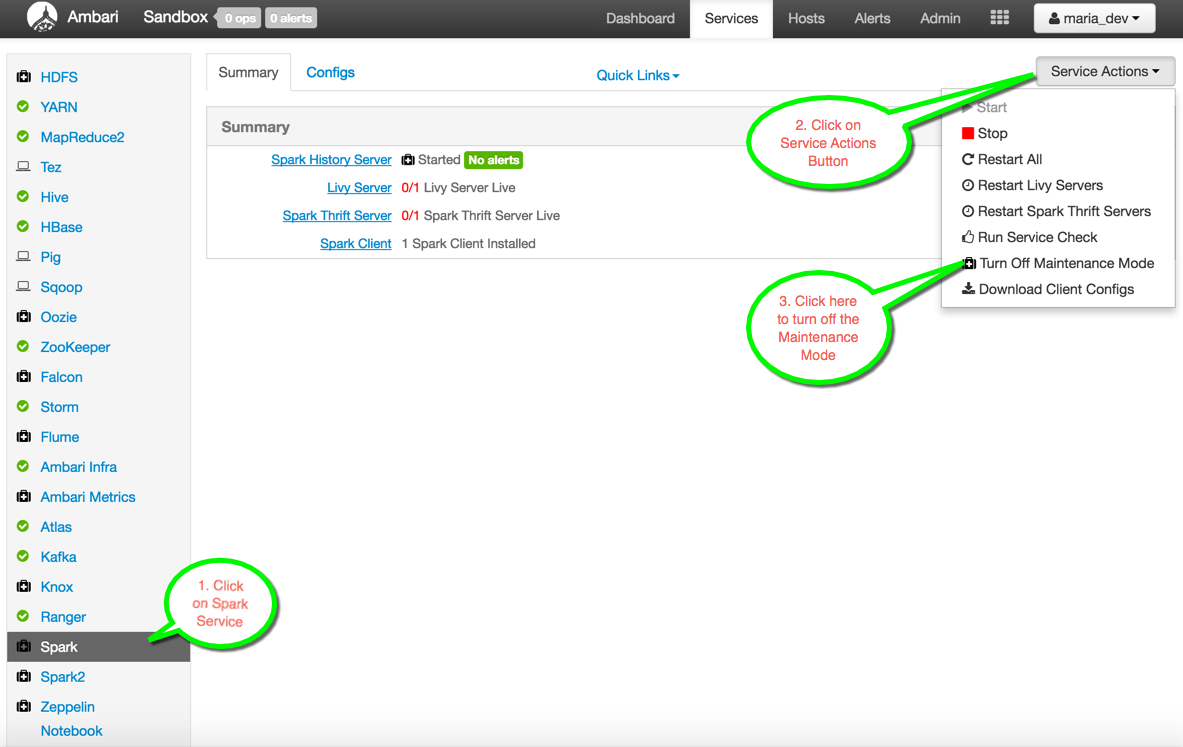 Ambari Sandbox 0 ops 0 alerts Dashboard Services Hosts Alerts Admin maria_dev
HDFS
YARN
MapReduce2
Tez
Hive
HBase
Pig
Sqoop
Oozie
ZooKeeper
Falcon
Storm
Flume
Ambari Infra
Ambari Metrics
Atlas
Kafka
Knox
Ranger
Spark
Spark2
Zeppelin
Notebook
1. Click
on Spark
Service
Summary Configs Quick Links Service Actions
Summary
Spark History Server Started No alerts
Livy Server 0/1 Livy Server Live
Spark Thrift Server 0/1 Spark Thrift Server Live
Spark Client 1 Spark Client Installed
2. Click on
Service Actions
Button
Start
Stop
Restart All
Restart Livy Servers
Restart Spark Thrift Servers
Run Service Check
Turn Off Maintenance Mode
Download Client Configs
3. Click here
to turn off the
Maintenance
Mode